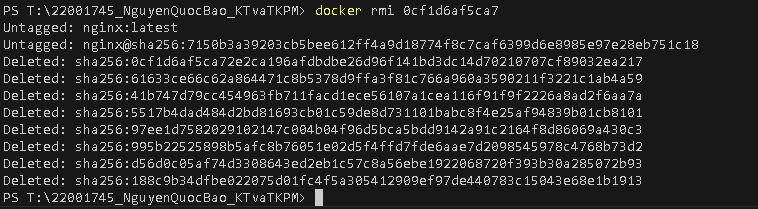 PS T:\22001745_NguyenQuocBao_KTvaTKPM> docker rmi 0cf1d6af5ca7
Untagged: nginx:latest
Untagged: nginx@sha256:7150b3a39203cb5bee612ff4a9d18774f8c7caf6399d6e8985e97e28eb751c18
Deleted: sha256:0cf1d6af5ca72e2ca196afdbdbe26d96f141bd3dc14d70210707cf89032ea217
Deleted: sha256:61633ce66c62a864471c8b5378d9ffa3f81c766a960a3590211f3221c1ab4a59
Deleted: sha256:41b747d79cc454963fb711facd1ece56107a1cea116f91f9f2226a8ad2f6aa7a
Deleted: sha256:5517b4dad484d2bd81693cb01c59de8d731101babc8f4e25af94839b01cb8101
Deleted: sha256:97ee1d7582029102147c004b04f96d5bca5bdd9142a91c2164f8d86069a430c3
Deleted: sha256:995b22525898b5afc8b76051e02d5f4ffd7fde6aae7d2098545978c4768b73d2
Deleted: sha256:d56d0c05af74d3308643ed2eb1c57c8a56ebe1922068720f393b30a285072b93
Deleted: sha256:188c9b34dfbe022075d01fc4f5a305412909ef97de440783c15043e68e1b1913
PS T:\22001745_NguyenQuocBao_KTvaTKPM>